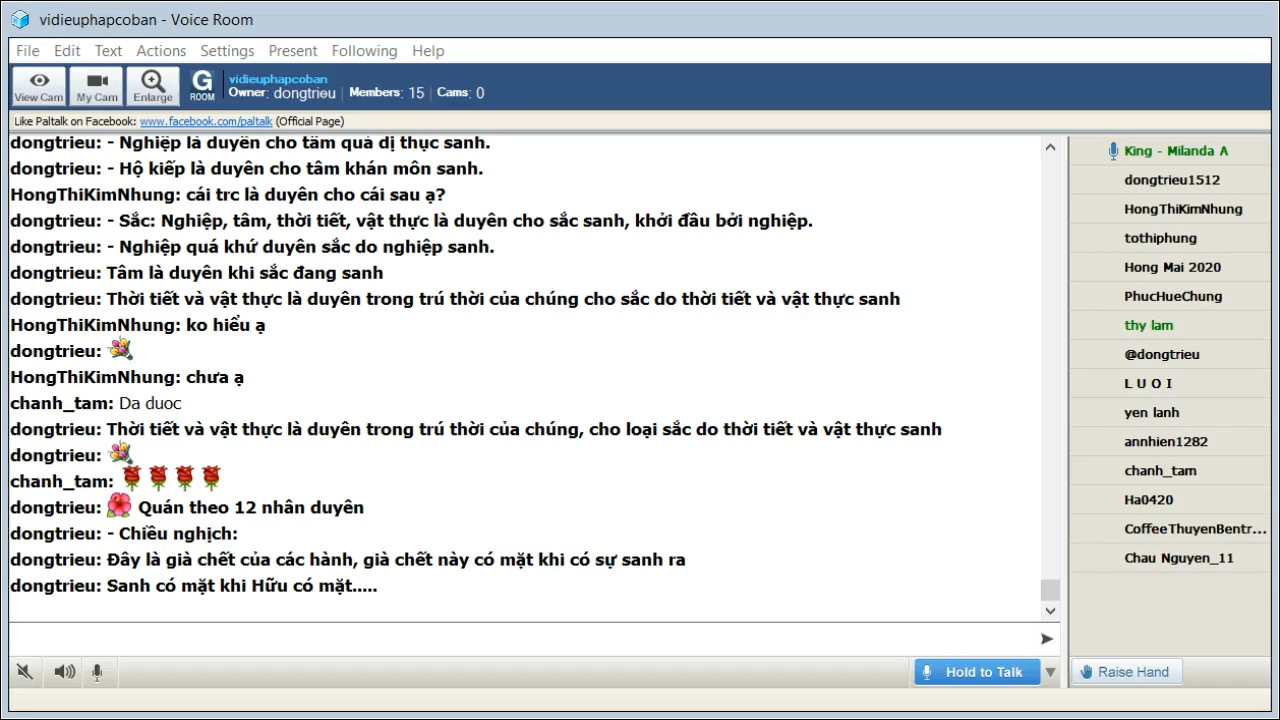 vidieuphapcoban - Voice Room
File Edit Text Actions Settings Present Following Help
View Cam My Cam Enlarge G ROOM
vidieuphapcoban
Owner: dongtrieu Members: 15 Cams: 0
Like Paltalk on Facebook: www.facebook.com/paltalk (Official Page)
dongtrieu: - Nghiệp là duyên cho tâm quả dị thục sanh.
dongtrieu: - Hộ kiếp là duyên cho tâm khán môn sanh.
HongThiKimNhung: cái trc là duyên cho cái sau ạ?
dongtrieu: - Sắc: Nghiệp, tâm, thời tiết, vật thực là duyên cho sắc sanh, khởi đầu bởi nghiệp.
dongtrieu: - Nghiệp quá khứ duyên sắc do nghiệp sanh.
dongtrieu: Tâm là duyên khi sắc đang sanh
dongtrieu: Thời tiết và vật thực là duyên trong trú thời của chúng cho sắc do thời tiết và vật thực sanh
HongThiKimNhung: ko hiểu ạ
dongtrieu:
HongThiKimNhung: chưa ạ
chanh_tam: Da duoc
dongtrieu: Thời tiết và vật thực là duyên trong trú thời của chúng, cho loại sắc do thời tiết và vật thực sanh
dongtrieu:
chanh_tam:
dongtrieu: Quán theo 12 nhân duyên
dongtrieu: - Chiều nghịch:
dongtrieu: Đây là già chết của các hành, già chết này có mặt khi có sự sanh ra
dongtrieu: Sanh có mặt khi Hữu có mặt.....
King - Milanda A
dongtrieu1512
HongThiKimNhung
tothiphung
Hong Mai 2020
PhucHueChung
thy lam
@dongtrieu
L U O I
yen lanh
annhien1282
chanh_tam
Ha0420
CoffeeThuyenBentr...
Chau Nguyen_11
Hold to Talk
Raise Hand